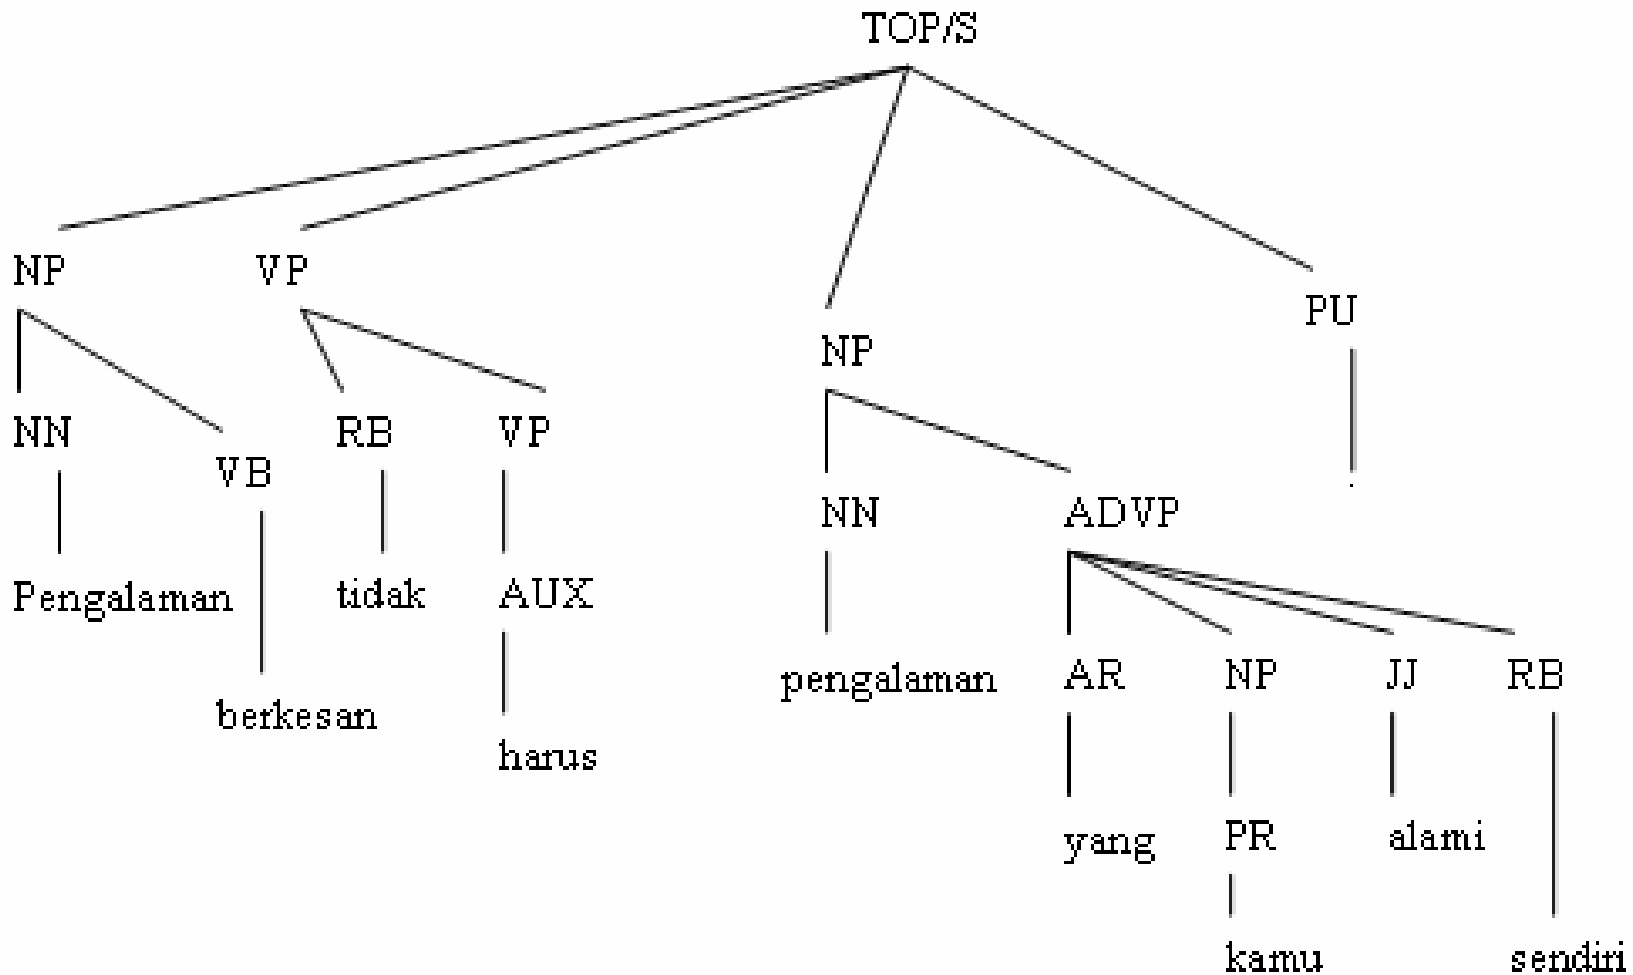 TOP/S
NP VP
PU
NP
NN RB VP
VB
NN ADVP
Pengalaman tidak AUX
pengalaman AR NP JJ RB
berkesan
harus
yang PR alami
kamu sendiri
.